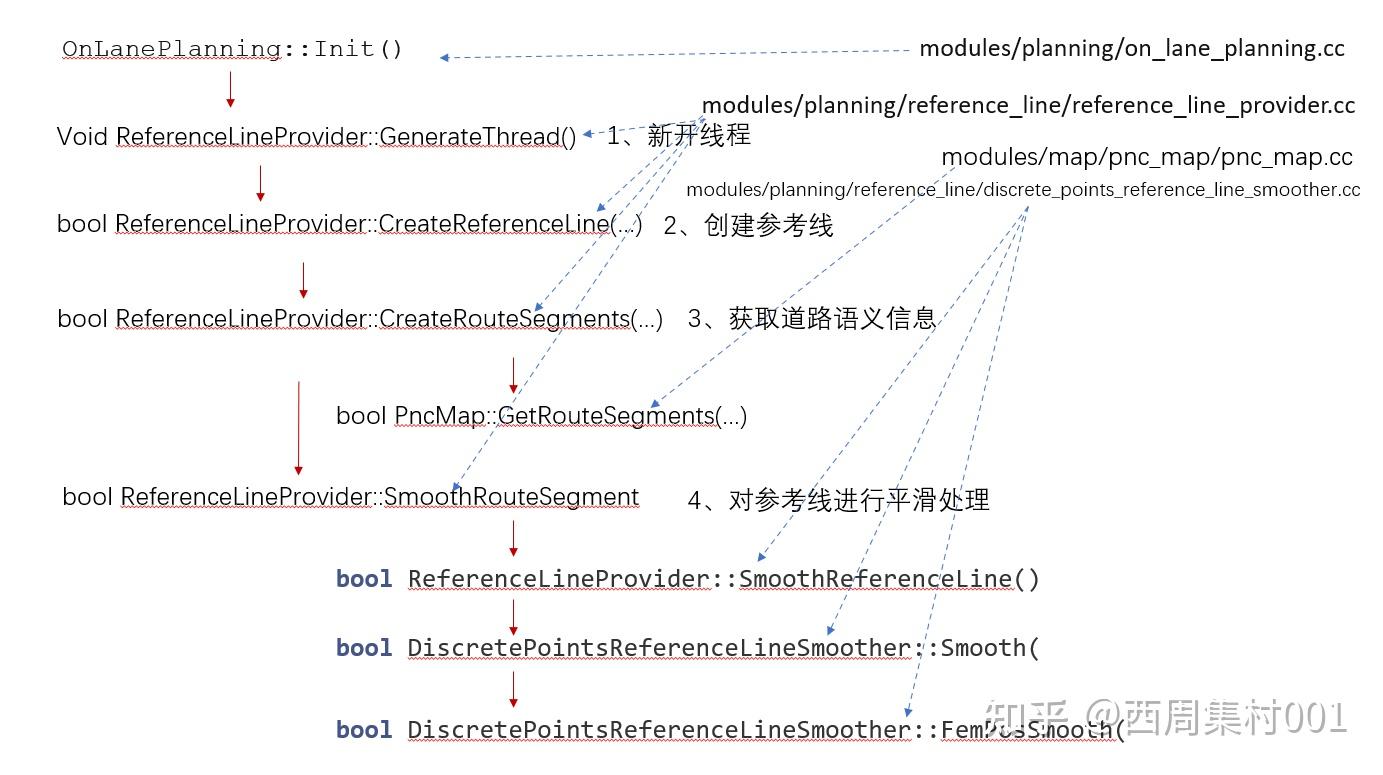 OnLanePlanning::Init()
modules/planning/on_lane_planning.cc
modules/planning/reference_line/reference_line_provider.cc
Void ReferenceLineProvider::GenerateThread() 1、新开线程
modules/map/pnc_map/pnc_map.cc
modules/planning/reference_line/discrete_points_reference_line_smoother.cc
bool ReferenceLineProvider::CreateReferenceLine(...) 2、创建参考线
bool ReferenceLineProvider::CreateRouteSegments(...) 3、获取道路语义信息
bool PncMap::GetRouteSegments(...)
bool ReferenceLineProvider::SmoothRouteSegment 4、对参考线进行平滑处理
bool ReferenceLineProvider::SmoothReferenceLine()
bool DiscretePointsReferenceLineSmoother::Smooth(
bool DiscretePointsReferenceLineSmoother::FemPosSmooth(
知乎 @西周集村001